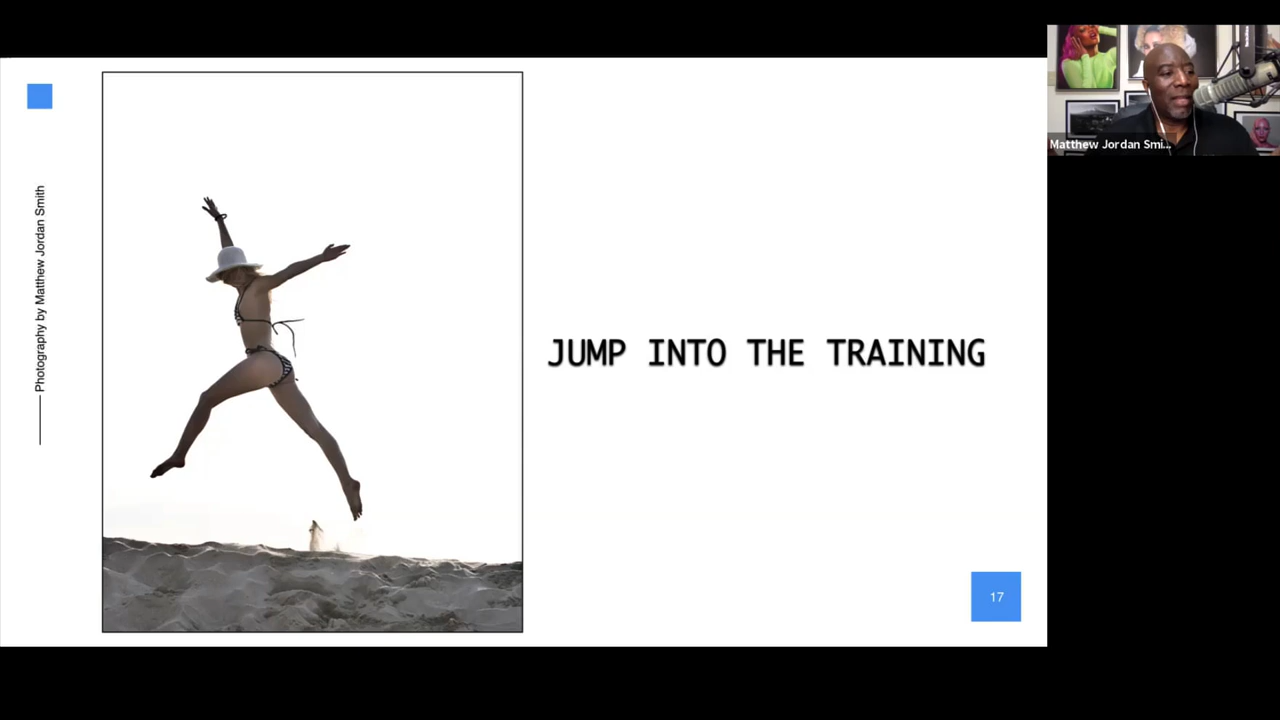 Photography by Matthew Jordan Smith
JUMP INTO THE TRAINING
17
Matthew Jordan Smi...